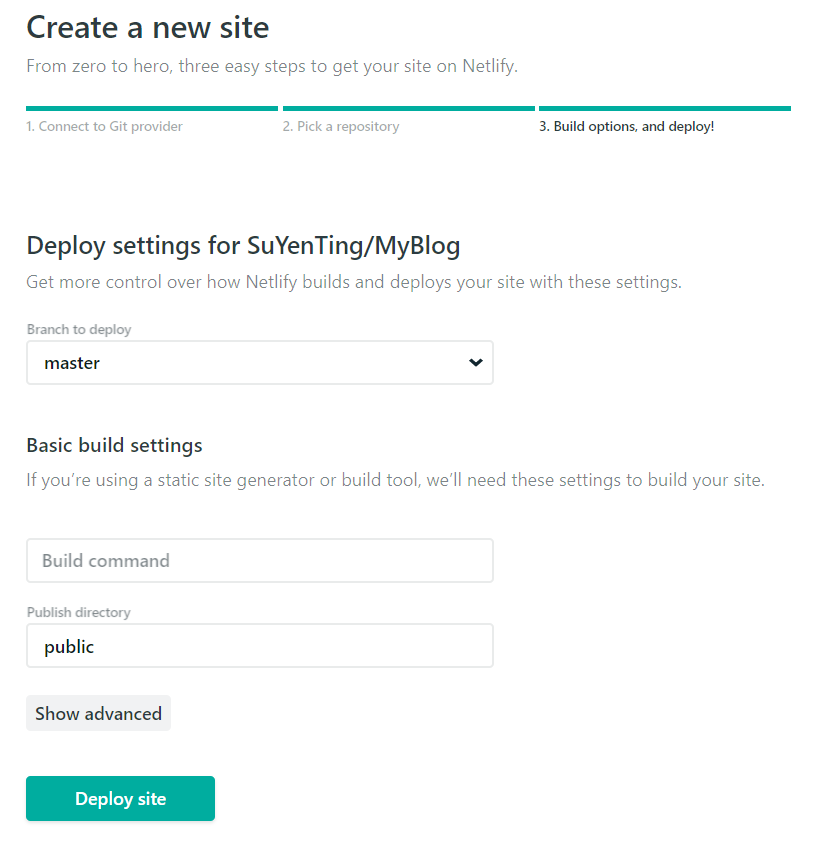 Create a new site
From zero to hero, three easy steps to get your site on Netlify.
1. Connect to Git provider
2. Pick a repository
3. Build options, and deploy!
Deploy settings for SuYenTing/MyBlog
Get more control over how Netlify builds and deploys your site with these settings.
Branch to deploy
master
Basic build settings
If you’re using a static site generator or build tool, we’ll need these settings to build your site.
Build command
Publish directory
public
Show advanced
Deploy site